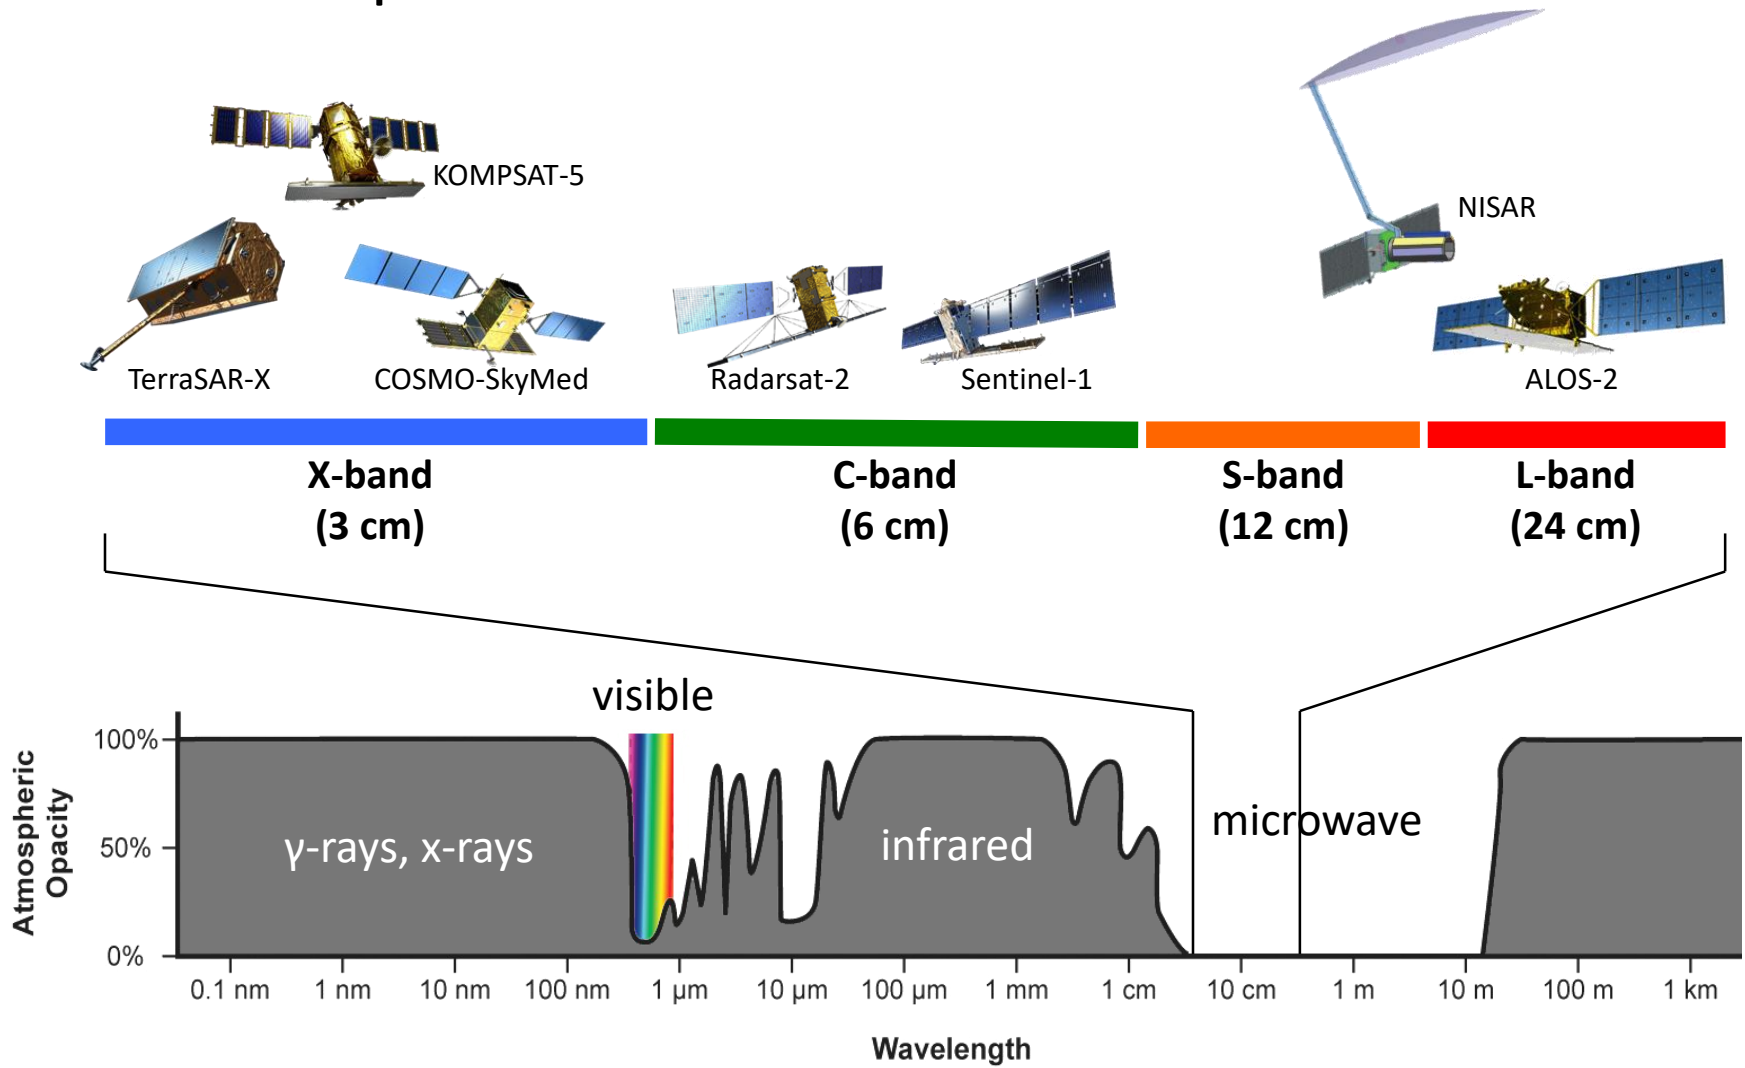 KOMPSAT-5
NISAR
TerraSAR-X
COSMO-SkyMed
Radarsat-2
Sentinel-1
ALOS-2
X-band
(3 cm)
C-band
(6 cm)
S-band
(12 cm)
L-band
(24 cm)
visible
Atmospheric
Opacity
100%
50%
0%
γ-rays, x-rays
infrared
microwave
0.1 nm
1 nm
10 nm
100 nm
1 μm
10 μm
100 μm
1 mm
1 cm
10 cm
1 m
10 m
100 m
1 km
Wavelength